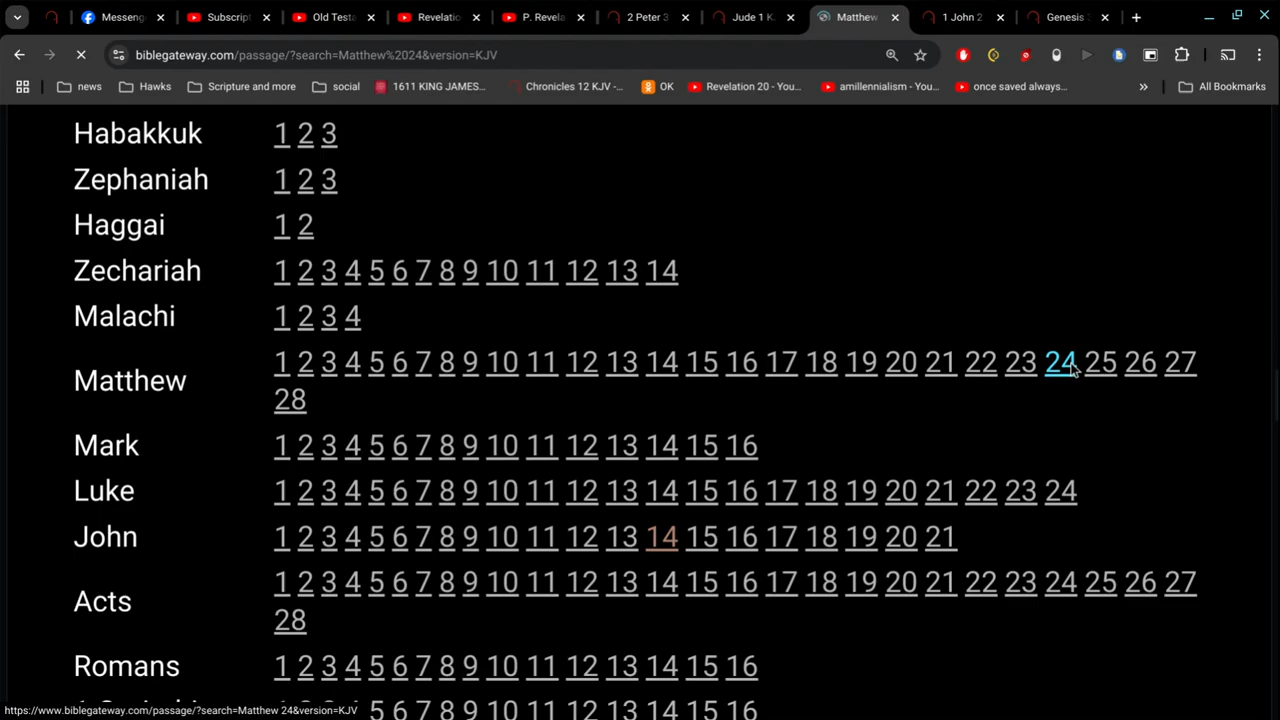 Messeng
Subscript
Old Testa
Revelatio
P. Revela
2 Peter 3
Jude 1 K
Matthew
1 John 2
Genesis
biblegateway.com/passage/?search=Matthew%2024&version=KJV
news
Hawks
Scripture and more
social
1611 KING JAMES...
Chronicles 12 KJV -...
OK
Revelation 20 - You...
amillennialism - You...
once saved always...
»
All Bookmarks
Habakkuk 1 2 3
Zephaniah 1 2 3
Haggai 1 2
Zechariah 1 2 3 4 5 6 7 8 9 10 11 12 13 14
Malachi 1 2 3 4
Matthew 1 2 3 4 5 6 7 8 9 10 11 12 13 14 15 16 17 18 19 20 21 22 23 24 25 26 27
28
Mark 1 2 3 4 5 6 7 8 9 10 11 12 13 14 15 16
Luke 1 2 3 4 5 6 7 8 9 10 11 12 13 14 15 16 17 18 19 20 21 22 23 24
John 1 2 3 4 5 6 7 8 9 10 11 12 13 14 15 16 17 18 19 20 21
Acts 1 2 3 4 5 6 7 8 9 10 11 12 13 14 15 16 17 18 19 20 21 22 23 24 25 26 27
28
Romans 1 2 3 4 5 6 7 8 9 10 11 12 13 14 15 16
5 6 7 8 9 10 11 12 13 14 15 16
https://www.biblegateway.com/passage/?search=Matthew 24&version=KJV